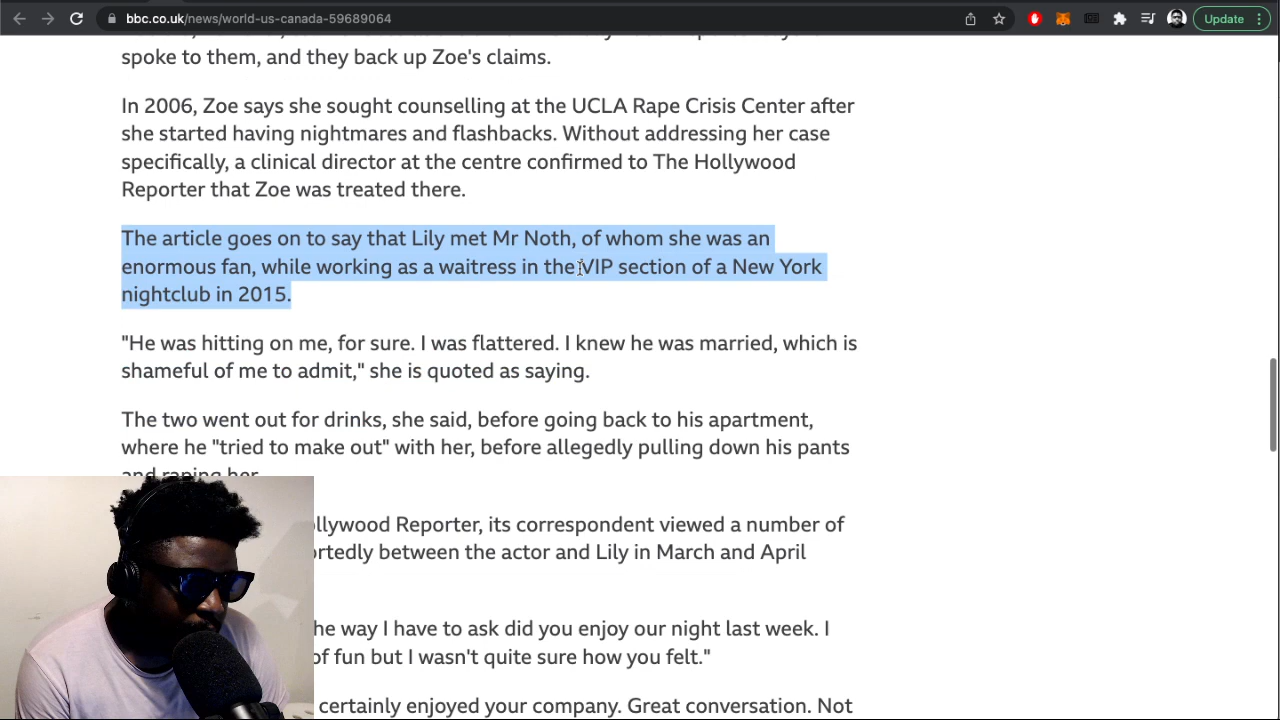 bbc.co.uk/news/world-us-canada-59689064
Update
spoke to them, and they back up Zoe's claims.
In 2006, Zoe says she sought counselling at the UCLA Rape Crisis Center after
she started having nightmares and flashbacks. Without addressing her case
specifically, a clinical director at the centre confirmed to The Hollywood
Reporter that Zoe was treated there.
The article goes on to say that Lily met Mr Noth, of whom she was an
enormous fan, while working as a waitress in the VIP section of a New York
nightclub in 2015.
"He was hitting on me, for sure. I was flattered. I knew he was married, which is
shameful of me to admit," she is quoted as saying.
The two went out for drinks, she said, before going back to his apartment,
where he "tried to make out" with her, before allegedly pulling down his pants
and raping her.
ollywood Reporter, its correspondent viewed a number of
ortedly between the actor and Lily in March and April
he way I have to ask did you enjoy our night last week. I
of fun but I wasn't quite sure how you felt."
certainly enjoyed your company. Great conversation. Not